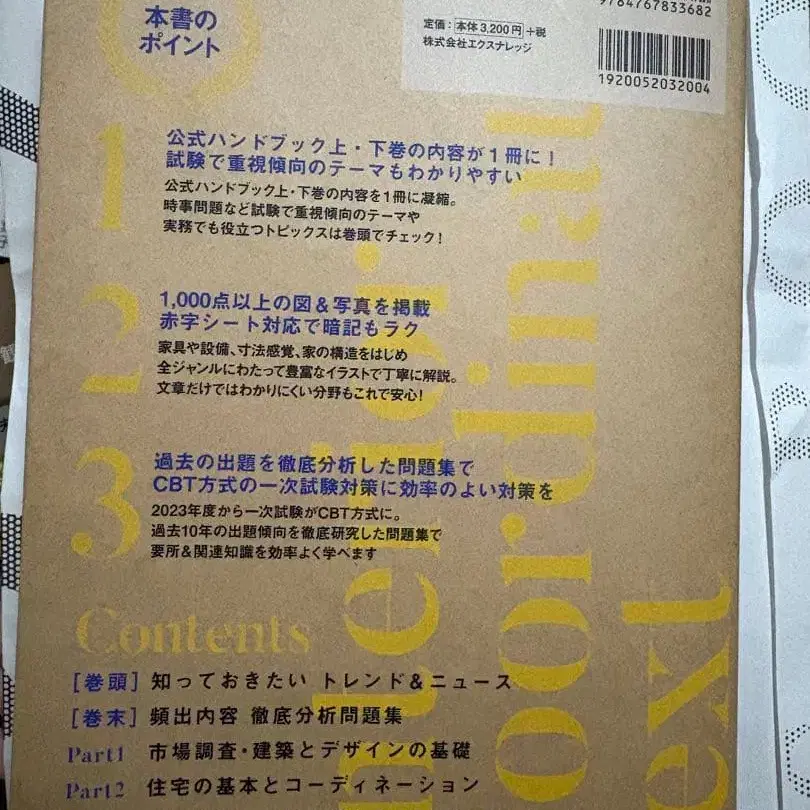 本書の
ポイント
9784767833682
定価：本体3,200円+税
株式会社エクスナレッジ
1920052032004
1
公式ハンドブック上・下巻の内容が1冊に！
試験で重視傾向のテーマもわかりやすい
公式ハンドブック上・下巻の内容を1冊に凝縮。
時事問題など試験で重視傾向のテーマや
実務でも役立つトピックスは巻頭でチェック！
2
1,000点以上の図＆写真を掲載
赤字シート対応で暗記もラク
家具や設備、寸法感覚、家の構造をはじめ
全ジャンルにわたって豊富なイラストで丁寧に解説。
文章だけではわかりにくい分野もこれで安心！
3
過去の出題を徹底分析した問題集で
CBT方式の一次試験対策に効率のよい対策を
2023年度から一次試験がCBT方式に。
過去10年の出題傾向を徹底研究した問題集で
要所＆関連知識を効率よく学べます
Contents
［巻頭］知っておきたい トレンド＆ニュース
［巻末］頻出内容 徹底分析問題集
Part1 市場調査・建築とデザインの基礎
Part2 住宅の基本とコーディネーション